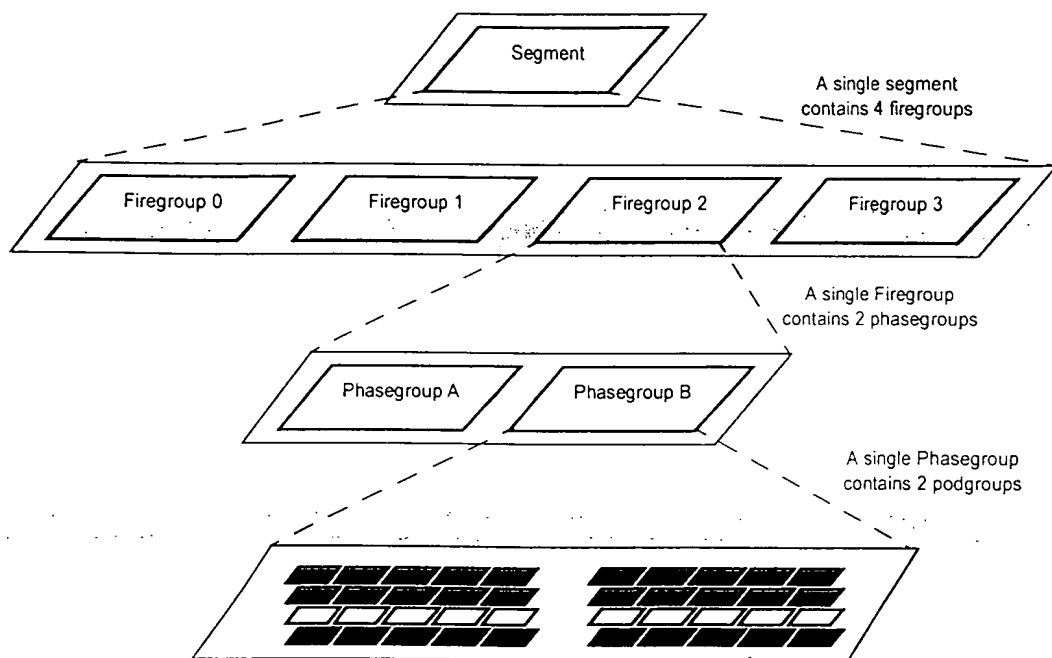 Segment
A single segment
contains 4 firegroups
Firegroup 0
Firegroup 1
Firegroup 2
Firegroup 3
A single Firegroup
contains 2 phasegroups
Phasegroup A
Phasegroup B
A single Phasegroup
contains 2 podgroups